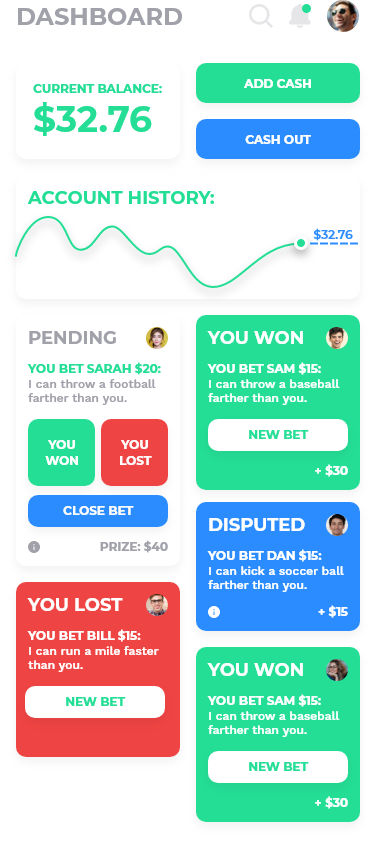 DASHBOARD
CURRENT BALANCE:
$32.76
ADD CASH
CASH OUT
ACCOUNT HISTORY:
$32.76
PENDING
YOU BET SARAH $20:
I can throw a football
farther than you.
YOU
WON
YOU
LOST
CLOSE BET
PRIZE: $40
YOU LOST
YOU BET BILL $15:
I can run a mile faster
than you.
NEW BET
YOU WON
YOU BET SAM $15:
I can throw a baseball
farther than you.
NEW BET
+ $30
DISPUTED
YOU BET DAN $15:
I can kick a soccer ball
farther than you.
+ $15
YOU WON
YOU BET SAM $15:
I can throw a baseball
farther than you.
NEW BET
+ $30